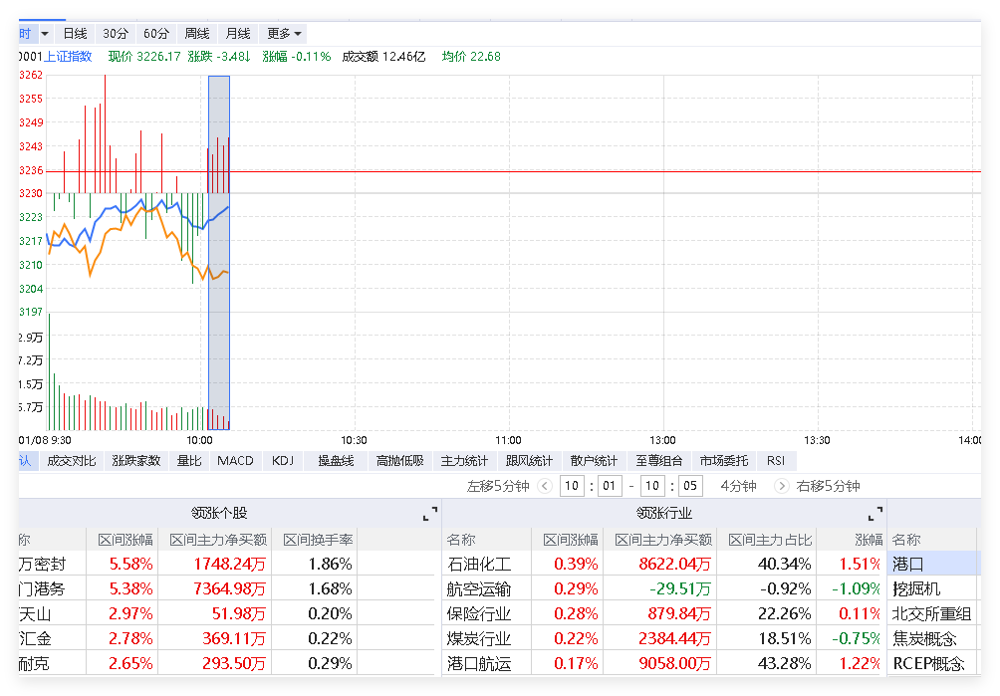 时 日线 30分 60分 周线 月线 更多
0001上证指数 现价 3226.17 涨跌 -3.48↓ 涨幅 -0.11% 成交额 12.46亿 均价 22.68
3262
3255
3249
3243
3236
3230
3223
3217
3210
3204
3197
2.9万
7.2万
1.5万
5.7万
01/08 9:30 10:00 10:30 11:00 13:00 13:30 14:00
认 成交对比 涨跌家数 量比 MACD KDJ 操盘线 高抛低吸 主力统计 跟风统计 散户统计 至尊组合 市场委托 RSI
左移5分钟 10 : 01 - 10 : 05 4分钟 右移5分钟
领涨个股 领涨行业
称 区间涨幅 区间主力净买额 区间换手率 名称 区间涨幅 区间主力净买额 区间主力占比 涨幅 名称
万密封 5.58% 1748.24万 1.86% 石油化工 0.39% 8622.04万 40.34% 1.51% 港口
门港务 5.38% 7364.98万 1.68% 航空运输 0.29% -29.51万 -0.92% -1.09% 挖掘机
天山 2.97% 51.98万 0.20% 保险行业 0.28% 879.84万 22.26% 0.11% 北交所重组
汇金 2.78% 369.11万 0.22% 煤炭行业 0.22% 2384.44万 18.51% -0.75% 焦炭概念
耐克 2.65% 293.50万 0.29% 港口航运 0.17% 9058.00万 43.28% 1.22% RCEP概念